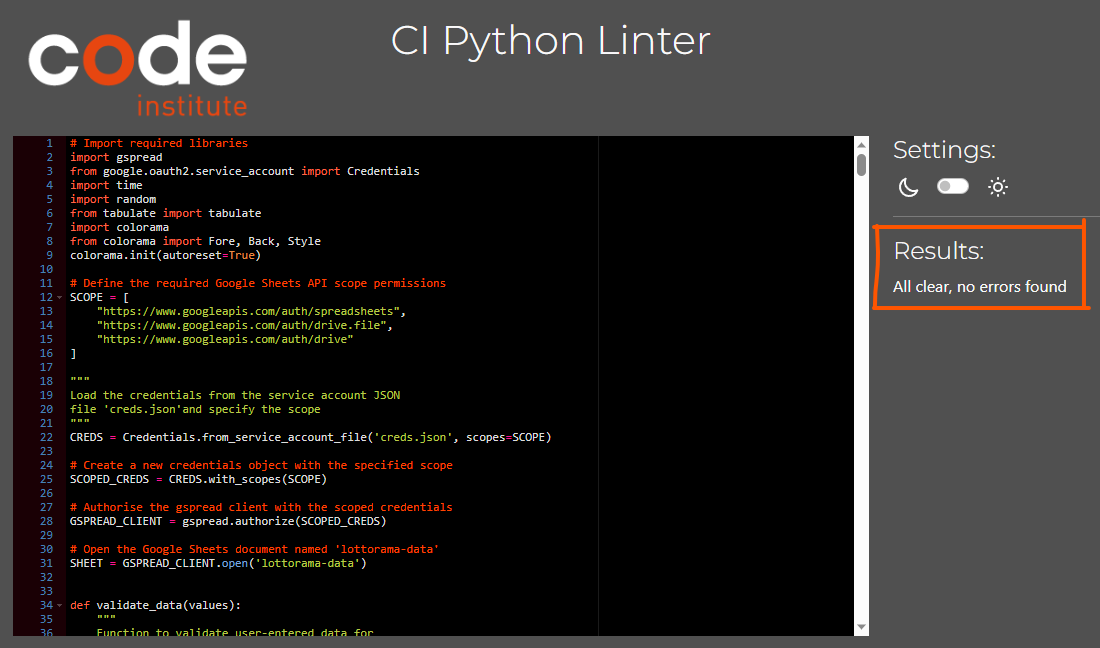 code
institute
CI Python Linter
1 # Import required libraries
2 import gspread
3 from google.oauth2.service_account import Credentials
4 import time
5 import random
6 from tabulate import tabulate
7 import colorama
8 from colorama import Fore, Back, Style
9 colorama.init(autoreset=True)
10
11 # Define the required Google Sheets API scope permissions
12 SCOPE = [
13     "https://www.googleapis.com/auth/spreadsheets",
14     "https://www.googleapis.com/auth/drive.file",
15     "https://www.googleapis.com/auth/drive"
16 ]
17
18 """
19 Load the credentials from the service account JSON
20 file 'creds.json'and specify the scope
21 """
22 CREDS = Credentials.from_service_account_file('creds.json', scopes=SCOPE)
23
24 # Create a new credentials object with the specified scope
25 SCOPED_CREDS = CREDS.with_scopes(SCOPE)
26
27 # Authorise the gspread client with the scoped credentials
28 GSPREAD_CLIENT = gspread.authorize(SCOPED_CREDS)
29
30 # Open the Google Sheets document named 'lottorama-data'
31 SHEET = GSPREAD_CLIENT.open('lottorama-data')
32
33
34 def validate_data(values):
35     """
36     Function to validate user-entered data for
Settings:
Results:
All clear, no errors found